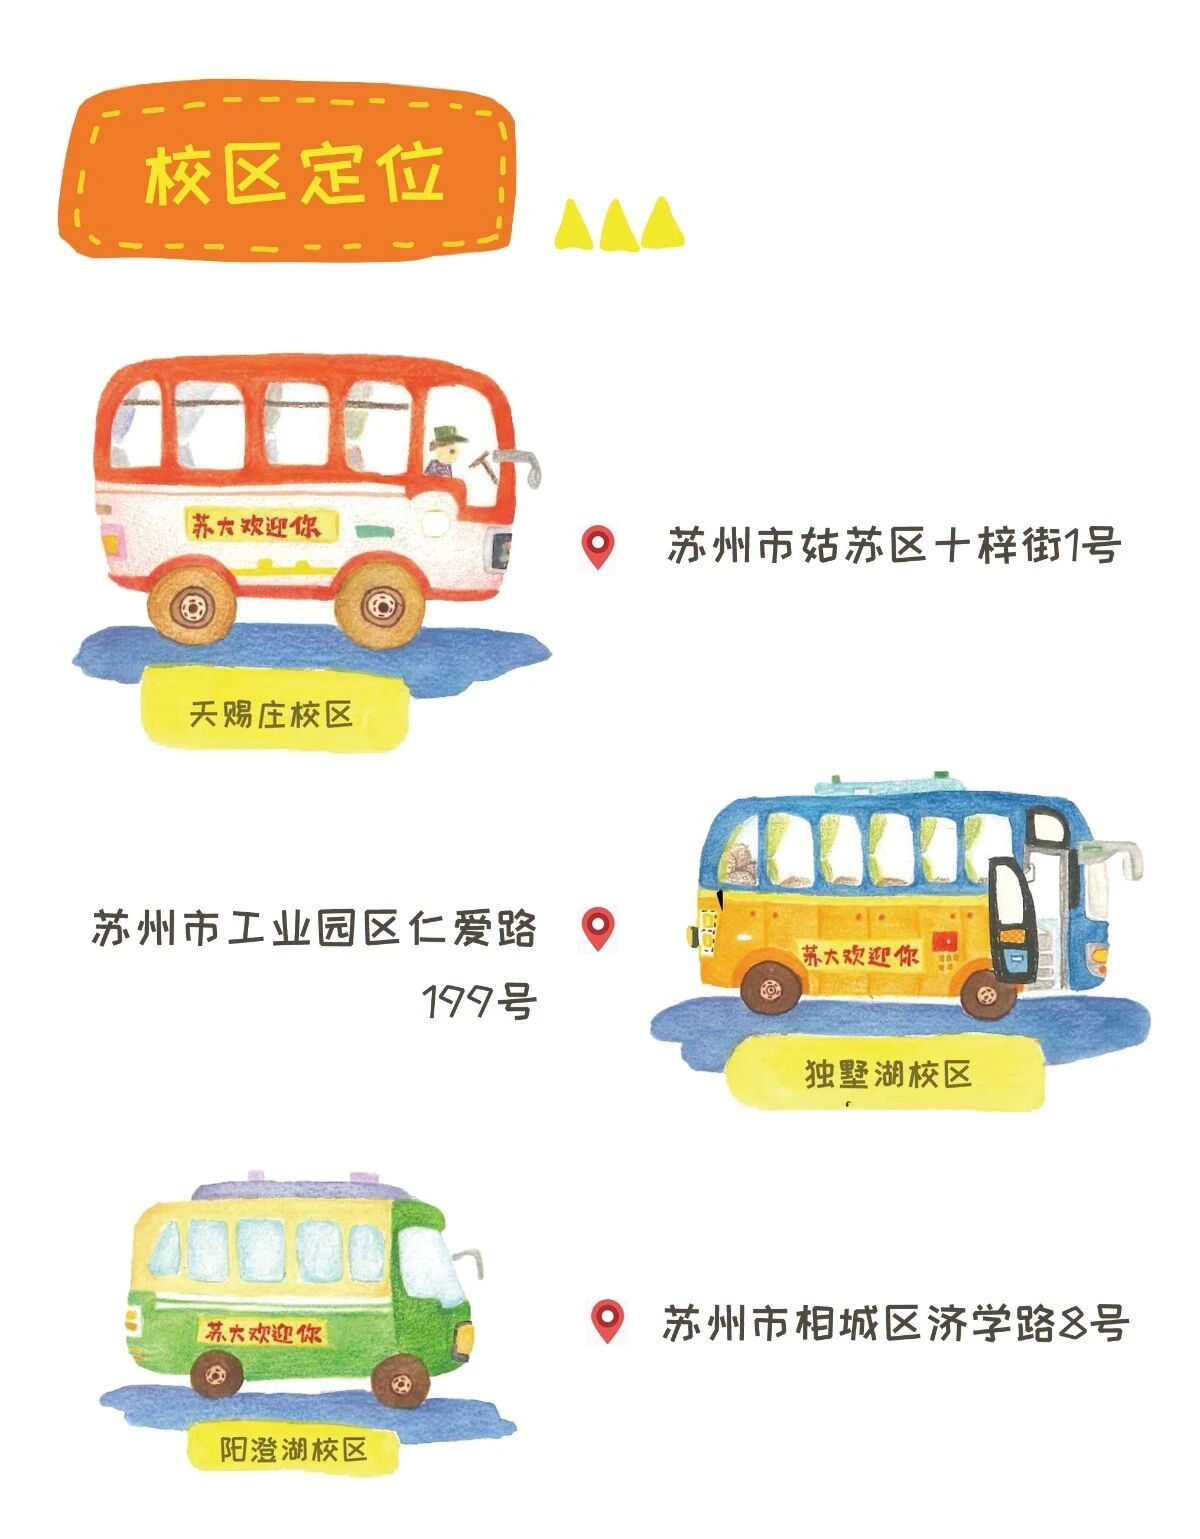 校区定位
苏大欢迎你
苏州市姑苏区十梓街1号
天赐庄校区
苏州市工业园区仁爱路
199号
苏大欢迎你
独墅湖校区
苏大欢迎你
苏州市相城区济学路8号
阳澄湖校区